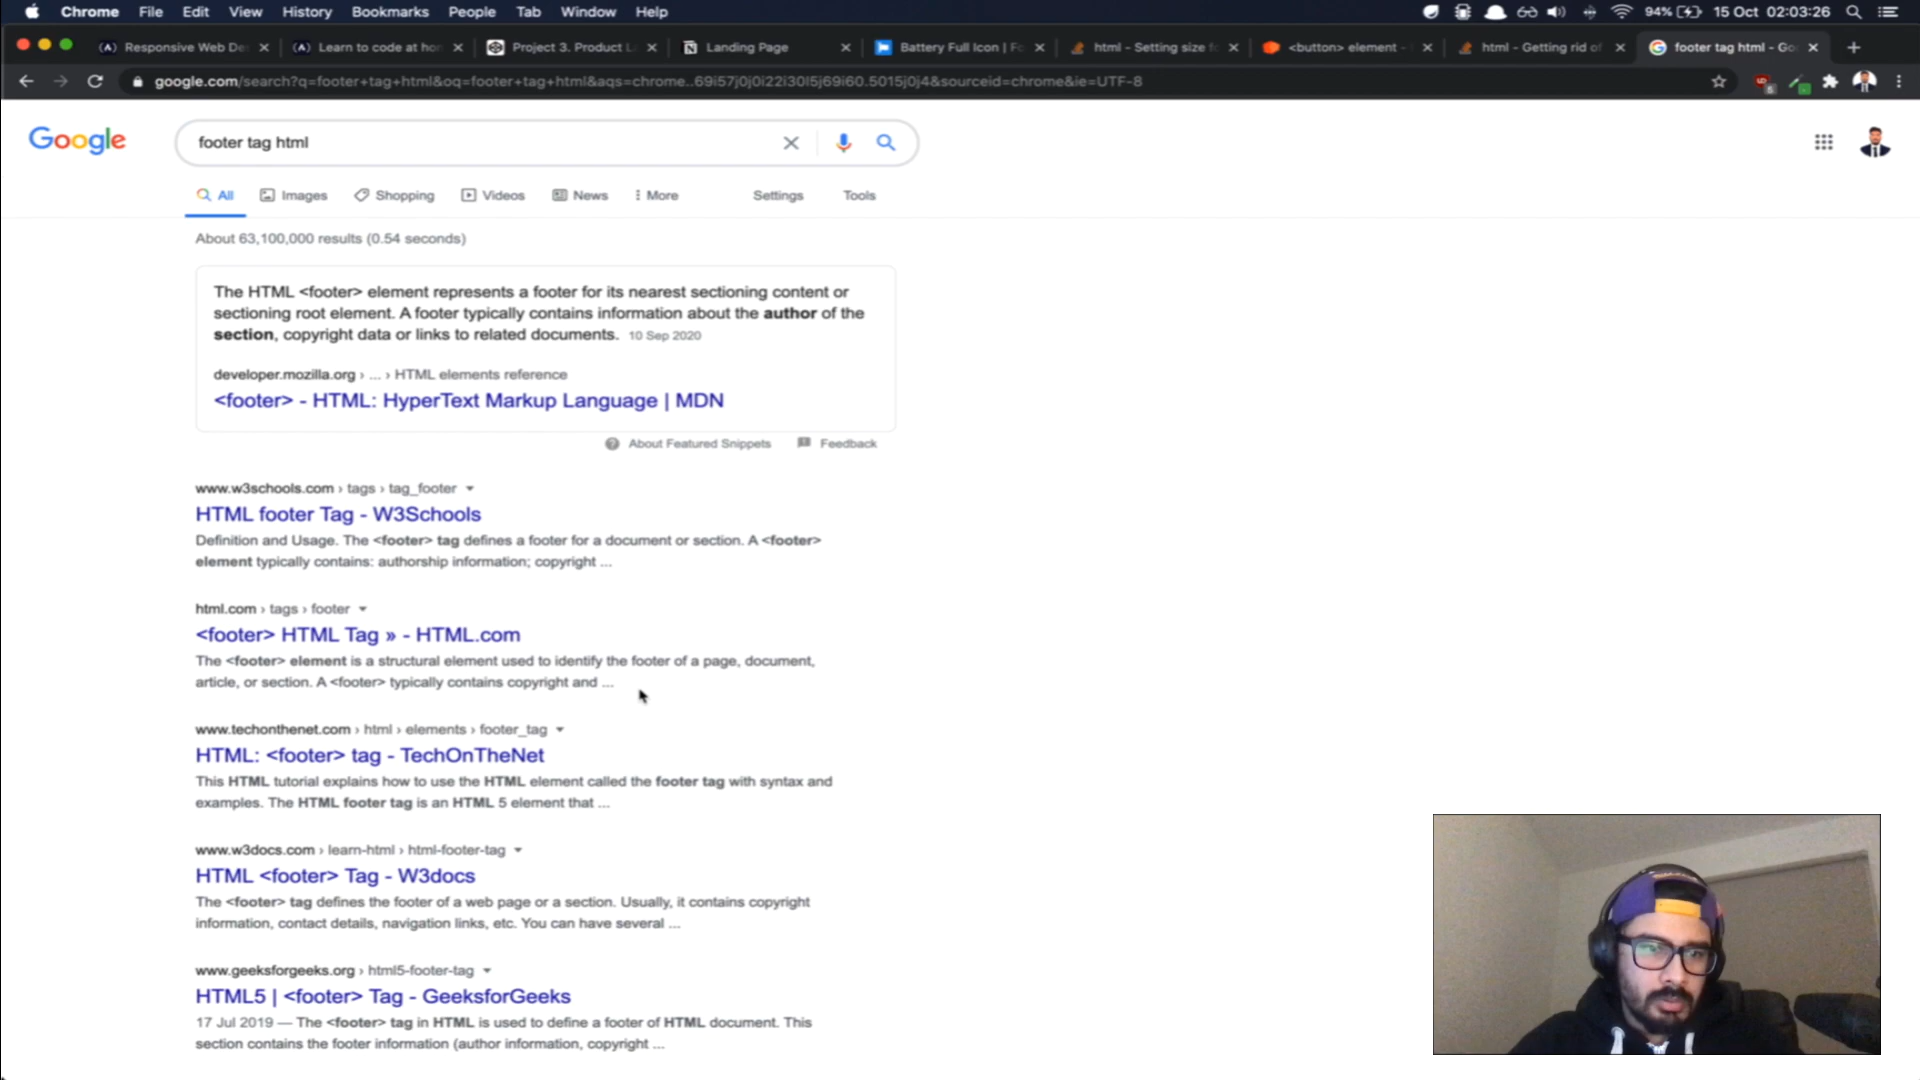 Chrome File Edit View History Bookmarks People Tab Window Help 94% 15 Oct 02:03:26
Responsive Web De Learn to code at hon Project 3. Product L Landing Page Battery Full Icon | Fo html - Setting size fo <button> element - html - Getting rid of footer tag html - Go
google.com/search?q=footer+tag+html&oq=footer+tag+html&aqs=chrome..69i57j0j0i22i30l5j69i60.5015j0j4&sourceid=chrome&ie=UTF-8
Google footer tag html
All Images Shopping Videos News More Settings Tools
About 63,100,000 results (0.54 seconds)
The HTML <footer> element represents a footer for its nearest sectioning content or
sectioning root element. A footer typically contains information about the author of the
section, copyright data or links to related documents. 10 Sep 2020
developer.mozilla.org › ... › HTML elements reference
<footer> - HTML: HyperText Markup Language | MDN
About Featured Snippets Feedback
www.w3schools.com › tags › tag_footer
HTML footer Tag - W3Schools
Definition and Usage. The <footer> tag defines a footer for a document or section. A <footer>
element typically contains: authorship information; copyright ...
html.com › tags › footer
<footer> HTML Tag » - HTML.com
The <footer> element is a structural element used to identify the footer of a page, document,
article, or section. A <footer> typically contains copyright and ...
www.techonthenet.com › html › elements › footer_tag
HTML: <footer> tag - TechOnTheNet
This HTML tutorial explains how to use the HTML element called the footer tag with syntax and
examples. The HTML footer tag is an HTML 5 element that ...
www.w3docs.com › learn-html › html-footer-tag
HTML <footer> Tag - W3docs
The <footer> tag defines the footer of a web page or a section. Usually, it contains copyright
information, contact details, navigation links, etc. You can have several ...
www.geeksforgeeks.org › html5-footer-tag
HTML5 | <footer> Tag - GeeksforGeeks
17 Jul 2019 — The <footer> tag in HTML is used to define a footer of HTML document. This
section contains the footer information (author information, copyright ...